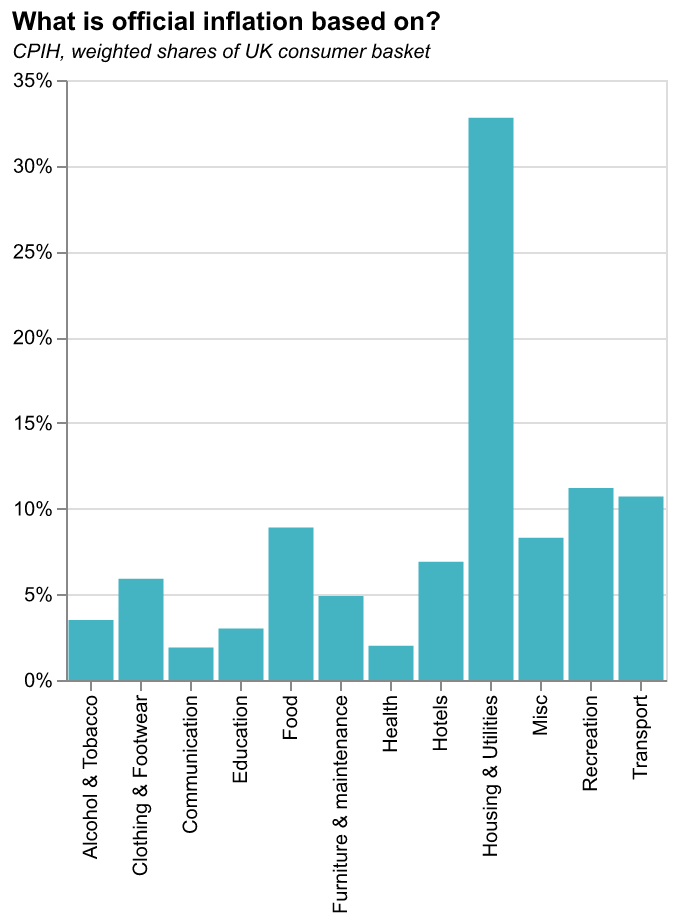 What is official inflation based on?
CPIH, weighted shares of UK consumer basket
35%
30%
25%
20%
15%
10%
5%
0%
Alcohol & Tobacco
Clothing & Footwear
Communication
Education
Food
Furniture & maintenance
Health
Hotels
Housing & Utilities
Misc
Recreation
Transport